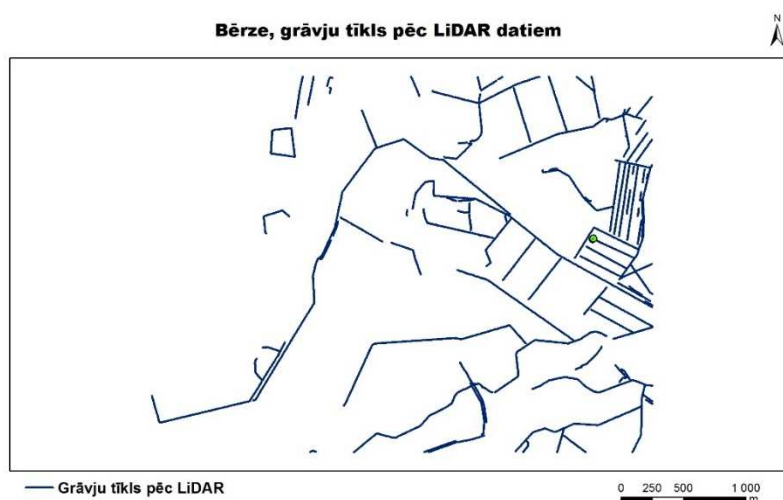 Bērze, grāvju tīkls pēc LiDAR datiem
N
Grāvju tīkls pēc LiDAR
0 250 500 1 000
m